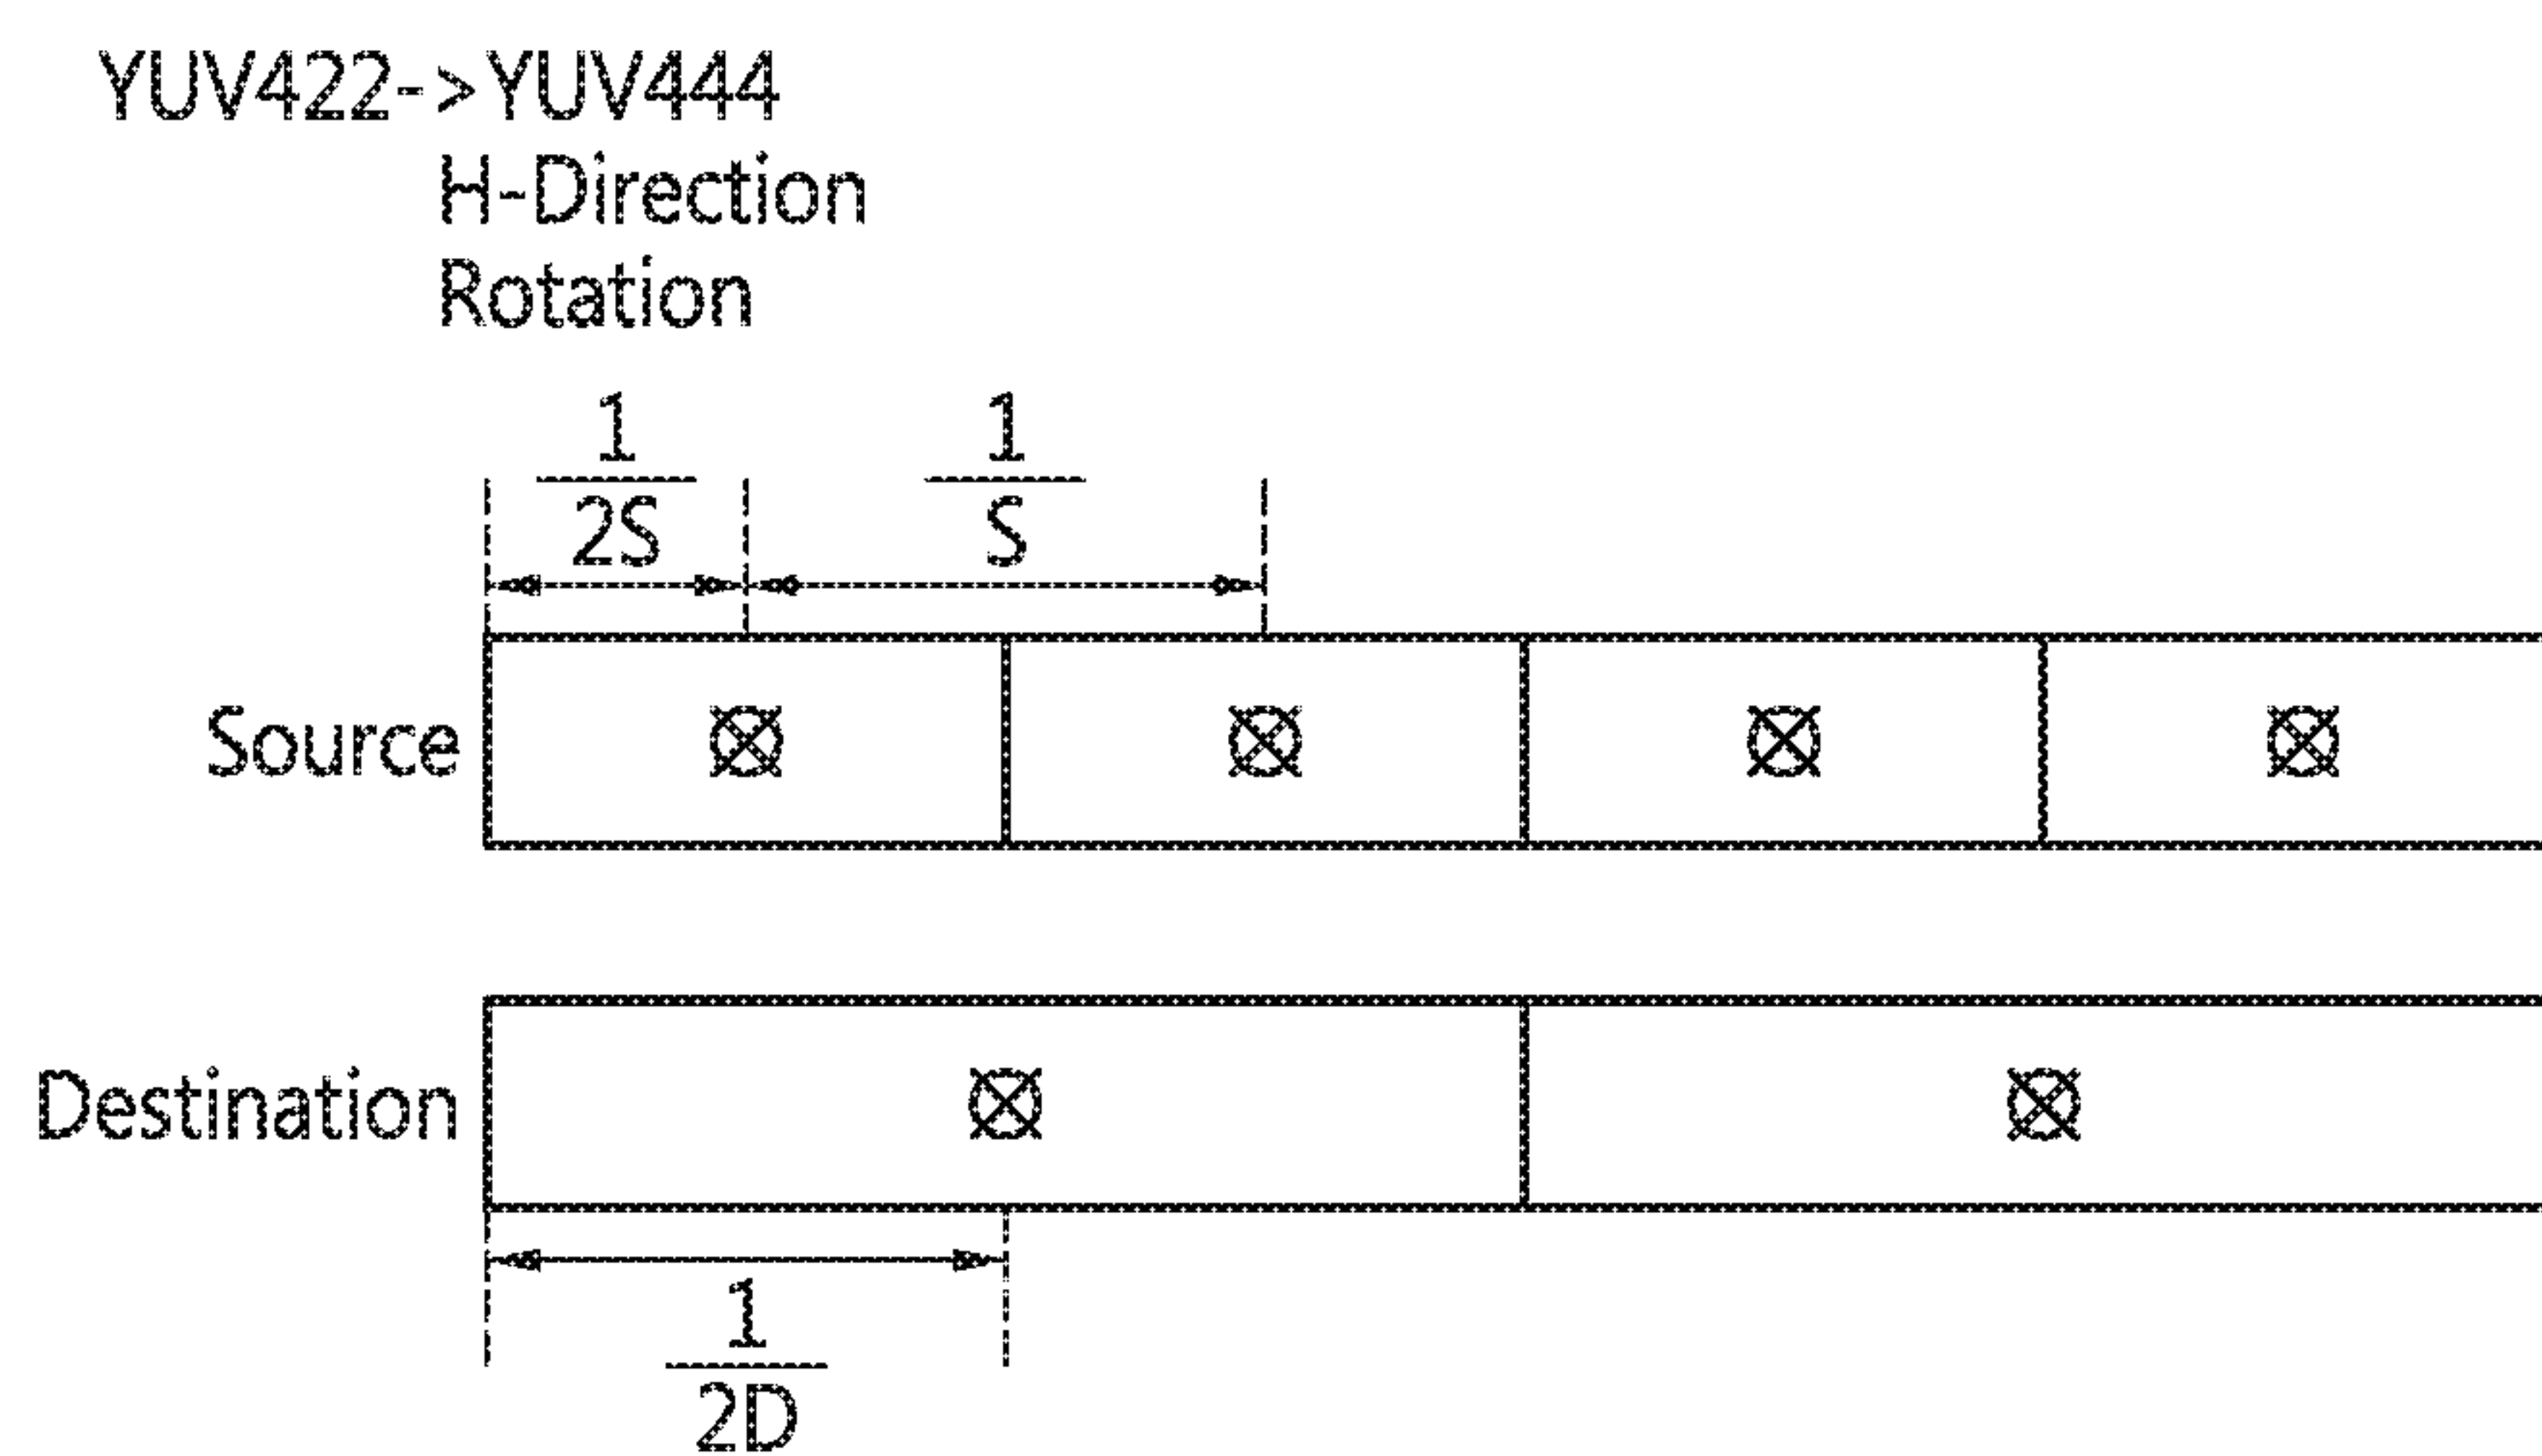 YUV422->YUV444
H-Direction
Rotation
1
2S
1
S
Source
Destination
1
2D